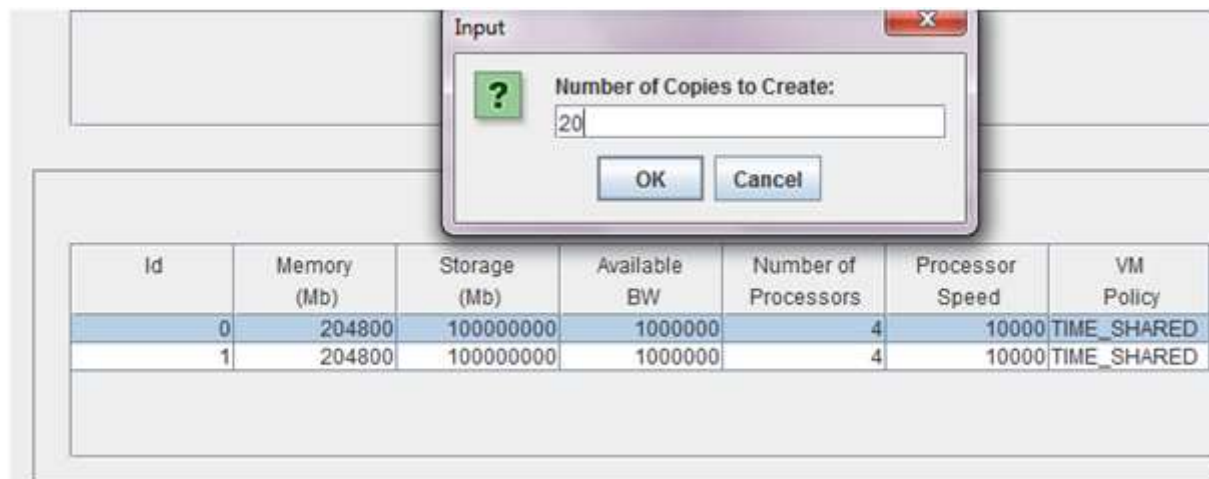 Input
Number of Copies to Create:
20
OK Cancel
Id Memory (Mb) Storage (Mb) Available BW Number of Processors Processor Speed VM Policy
0 204800 100000000 1000000 4 10000 TIME_SHARED
1 204800 100000000 1000000 4 10000 TIME_SHARED